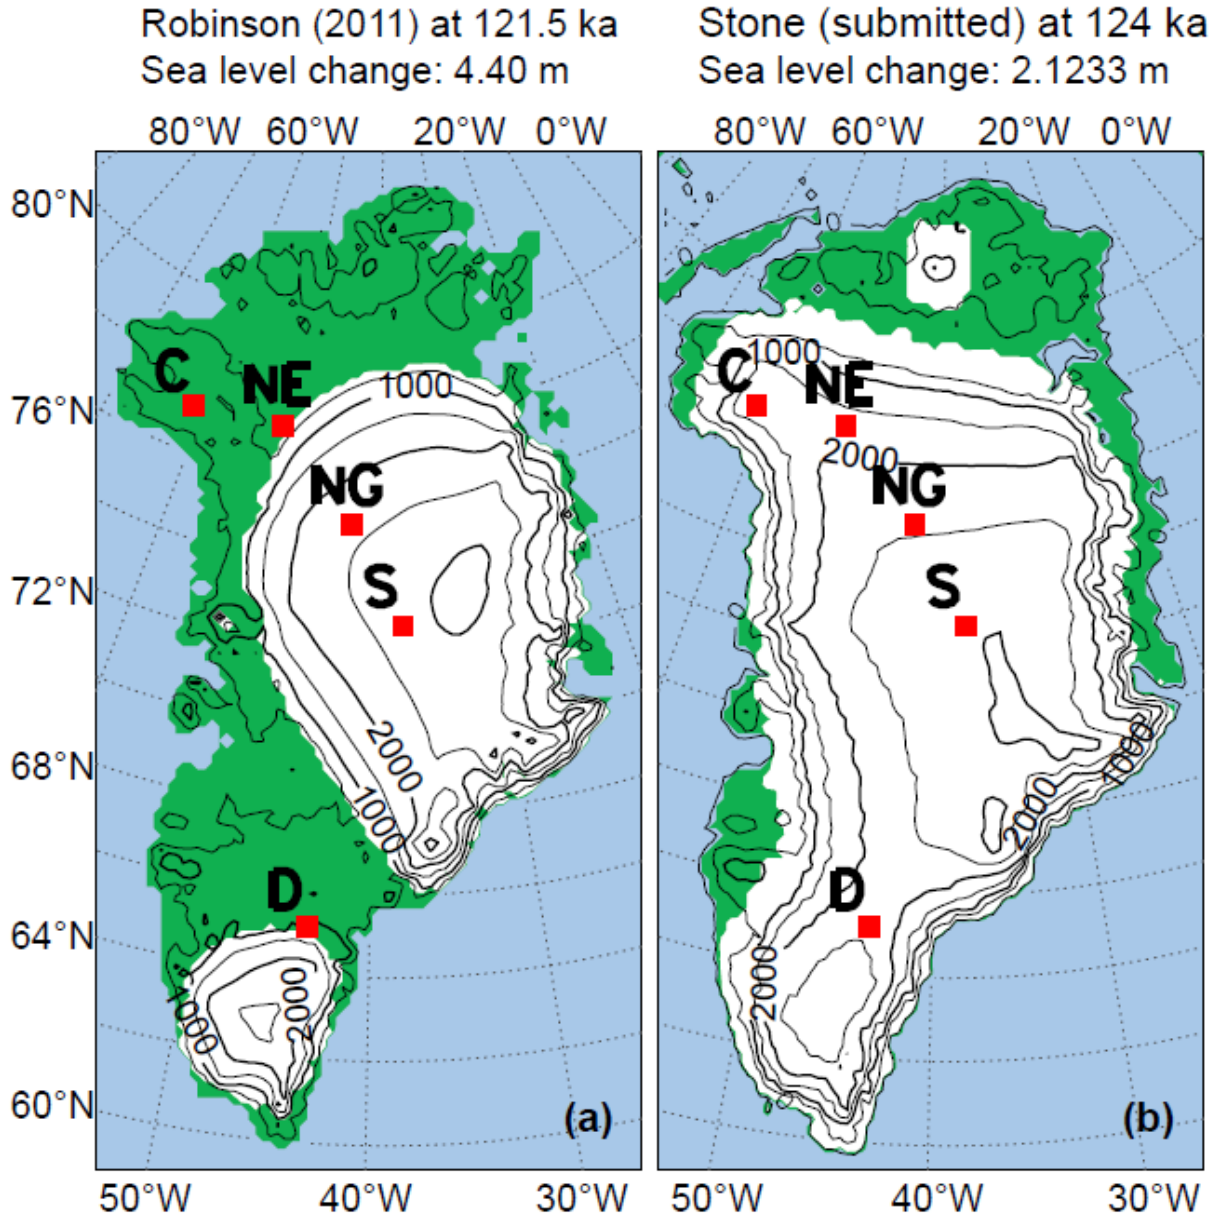 Robinson (2011) at 121.5 ka
Sea level change: 4.40 m
Stone (submitted) at 124 ka
Sea level change: 2.1233 m
80°W 60°W 20°W 0°W
80°W 60°W 20°W 0°W
80°N
76°N
72°N
68°N
64°N
60°N
C
NE
1000
NG
S
2000
1000
D
1000
2000
(a)
1000
C
NE
2000
NG
S
1000
2000
D
2000
(b)
50°W 40°W 30°W
50°W 40°W 30°W